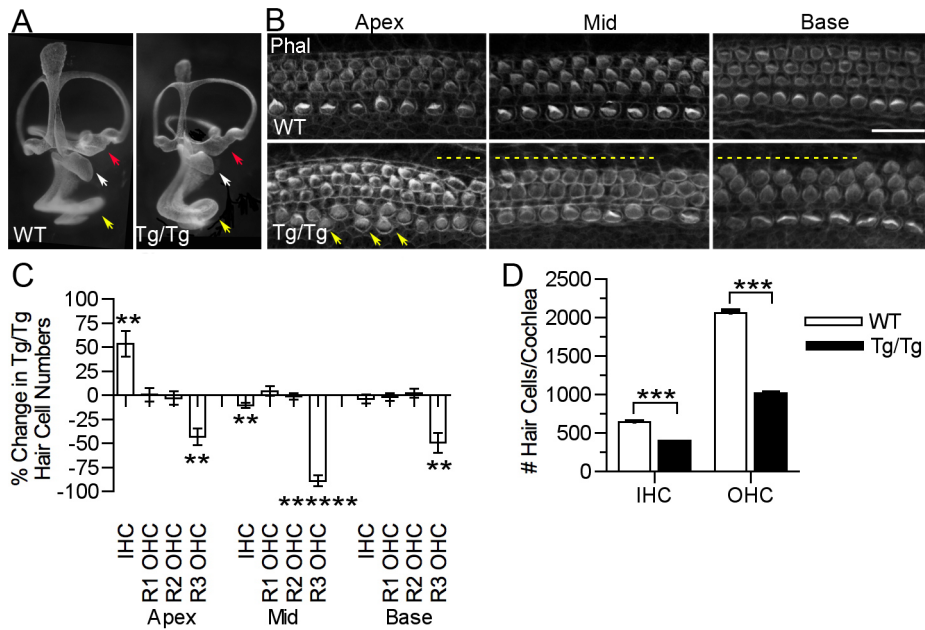 A
WT
Tg/Tg
B
Apex
Mid
Base
Phal
WT
Tg/Tg
C
% Change in Tg/Tg
Hair Cell Numbers
100
75
50
25
0
-25
-50
-75
-100
**
**
**
******
**
IHC
R1 OHC
R2 OHC
R3 OHC
IHC
R1 OHC
R2 OHC
R3 OHC
IHC
R1 OHC
R2 OHC
R3 OHC
Apex
Mid
Base
D
# Hair Cells/Cochlea
2500
2000
1500
1000
500
0
***
***
IHC
OHC
WT
Tg/Tg